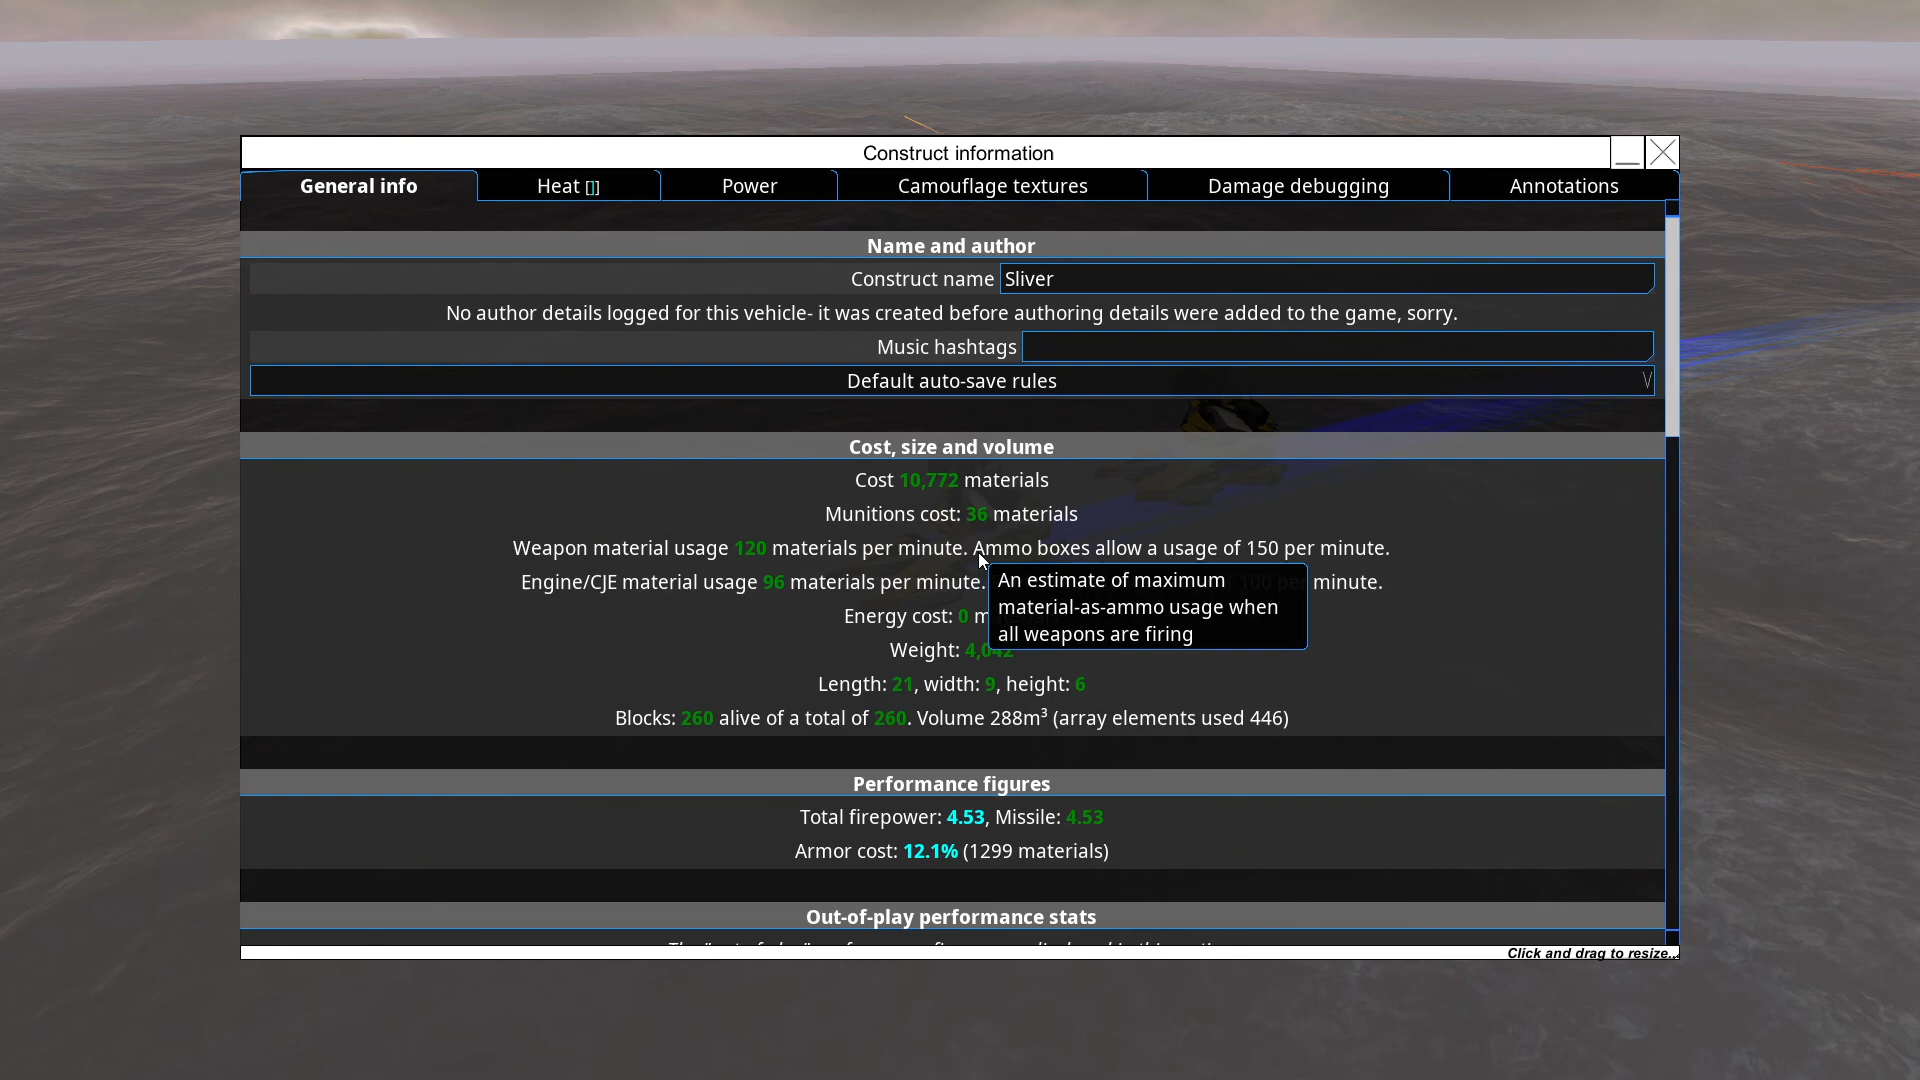 Construct information
General info
Heat []
Power
Camouflage textures
Damage debugging
Annotations
Name and author
Construct name Sliver
No author details logged for this vehicle- it was created before authoring details were added to the game, sorry.
Music hashtags
Default auto-save rules
Cost, size and volume
Cost 10,772 materials
Munitions cost: 36 materials
Weapon material usage 120 materials per minute. Ammo boxes allow a usage of 150 per minute.
Engine/CJE material usage 96 materials per minute. 100 per minute.
An estimate of maximum
material-as-ammo usage when
all weapons are firing
Energy cost: 0 materials
Weight: 4,042
Length: 21, width: 9, height: 6
Blocks: 260 alive of a total of 260. Volume 288m³ (array elements used 446)
Performance figures
Total firepower: 4.53, Missile: 4.53
Armor cost: 12.1% (1299 materials)
Out-of-play performance stats
Click and drag to resize...